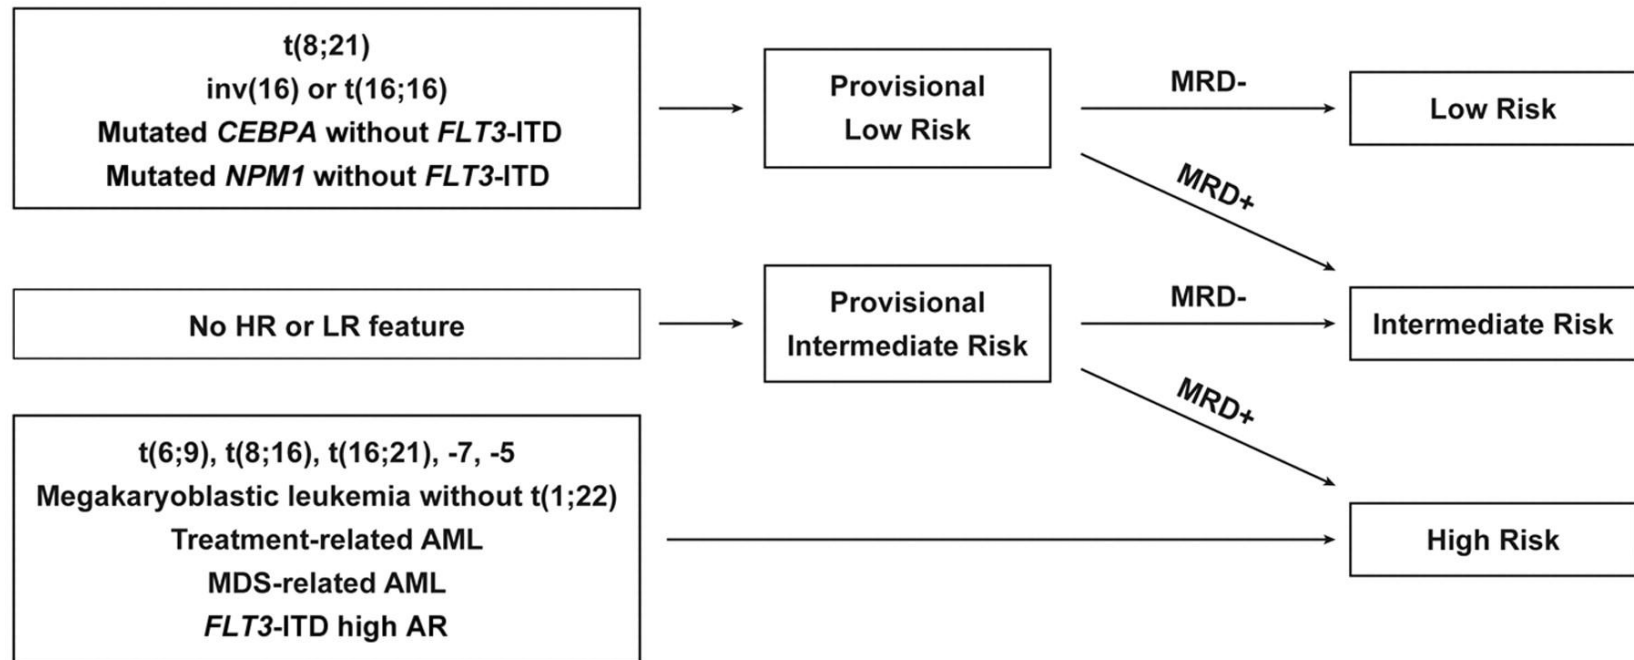 t(8;21)
inv(16) or t(16;16)
Mutated CEBPA without FLT3-ITD
Mutated NPM1 without FLT3-ITD
Provisional
Low Risk
MRD-
Low Risk
MRD+
No HR or LR feature
Provisional
Intermediate Risk
MRD-
Intermediate Risk
MRD+
t(6;9), t(8;16), t(16;21), -7, -5
Megakaryoblastic leukemia without t(1;22)
Treatment-related AML
MDS-related AML
FLT3-ITD high AR
High Risk